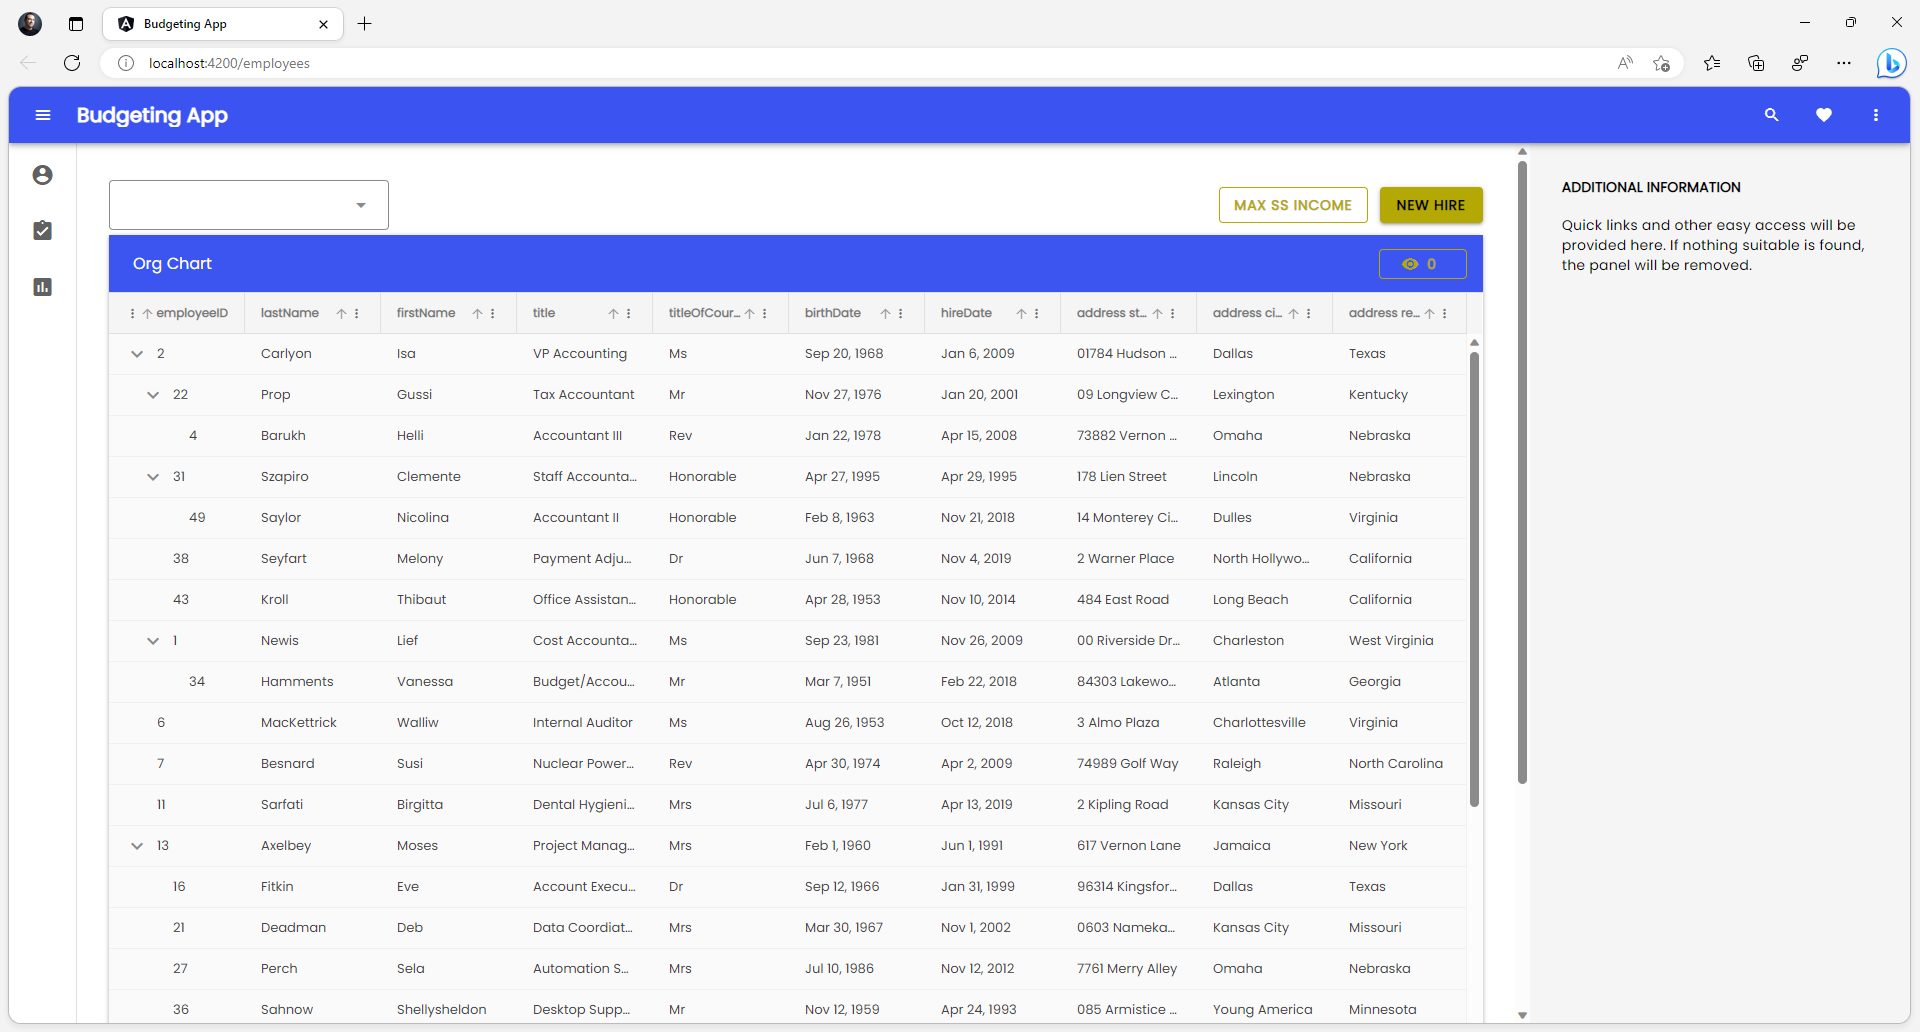 Budgeting App
localhost:4200/employees
Budgeting App
MAX SS INCOME NEW HIRE
Org Chart 0
employeeID lastName firstName title titleOfCour... birthDate hireDate address st... address ci... address re...
2 Carlyon Isa VP Accounting Ms Sep 20, 1968 Jan 6, 2009 01784 Hudson ... Dallas Texas
22 Prop Gussi Tax Accountant Mr Nov 27, 1976 Jan 20, 2001 09 Longview C... Lexington Kentucky
4 Barukh Helli Accountant III Rev Jan 22, 1978 Apr 15, 2008 73882 Vernon ... Omaha Nebraska
31 Szapiro Clemente Staff Accounta... Honorable Apr 27, 1995 Apr 29, 1995 178 Lien Street Lincoln Nebraska
49 Saylor Nicolina Accountant II Honorable Feb 8, 1963 Nov 21, 2018 14 Monterey Ci... Dulles Virginia
38 Seyfart Melony Payment Adju... Dr Jun 7, 1968 Nov 4, 2019 2 Warner Place North Hollywo... California
43 Kroll Thibaut Office Assistan... Honorable Apr 28, 1953 Nov 10, 2014 484 East Road Long Beach California
1 Newis Lief Cost Accounta... Ms Sep 23, 1981 Nov 26, 2009 00 Riverside Dr... Charleston West Virginia
34 Hamments Vanessa Budget/Accou... Mr Mar 7, 1951 Feb 22, 2018 84303 Lakewo... Atlanta Georgia
6 MacKettrick Walliw Internal Auditor Ms Aug 26, 1953 Oct 12, 2018 3 Almo Plaza Charlottesville Virginia
7 Besnard Susi Nuclear Power... Rev Apr 30, 1974 Apr 2, 2009 74989 Golf Way Raleigh North Carolina
11 Sarfati Birgitta Dental Hygieni... Mrs Jul 6, 1977 Apr 13, 2019 2 Kipling Road Kansas City Missouri
13 Axelbey Moses Project Manag... Mrs Feb 1, 1960 Jun 1, 1991 617 Vernon Lane Jamaica New York
16 Fitkin Eve Account Execu... Dr Sep 12, 1966 Jan 31, 1999 96314 Kingsfor... Dallas Texas
21 Deadman Deb Data Coordiat... Mrs Mar 30, 1967 Nov 1, 2002 0603 Nameka... Kansas City Missouri
27 Perch Sela Automation S... Mrs Jul 10, 1986 Nov 12, 2012 7761 Merry Alley Omaha Nebraska
36 Sahnow Shellysheldon Desktop Supp... Mr Nov 12, 1959 Apr 24, 1993 085 Armistice ... Young America Minnesota
ADDITIONAL INFORMATION
Quick links and other easy access will be
provided here. If nothing suitable is found,
the panel will be removed.